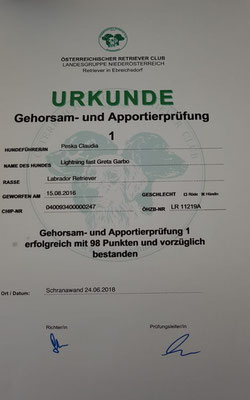 ÖSTERREICHISCHER RETRIEVER CLUB
LANDESGRUPPE NIEDERÖSTERREICH
Retriever in Ebreichsdorf
URKUNDE
Gehorsam- und Apportierprüfung
1
HUNDEFÜHRER/IN Peska Claudia
NAME DES HUNDES Lightning fast Greta Garbo
RASSE Labrador Retriever
GEWORFEN AM 15.08.2016 GESCHLECHT Rüde Hündin
CHIP-NR 040093400000247 ÖHZB-NR LR 11219A
Gehorsam- und Apportierprüfung 1
erfolgreich mit 98 Punkten und vorzüglich
bestanden
Ort / Datum: Schranawand 24.06.2018
Richter/in Prüfungsleiter/in